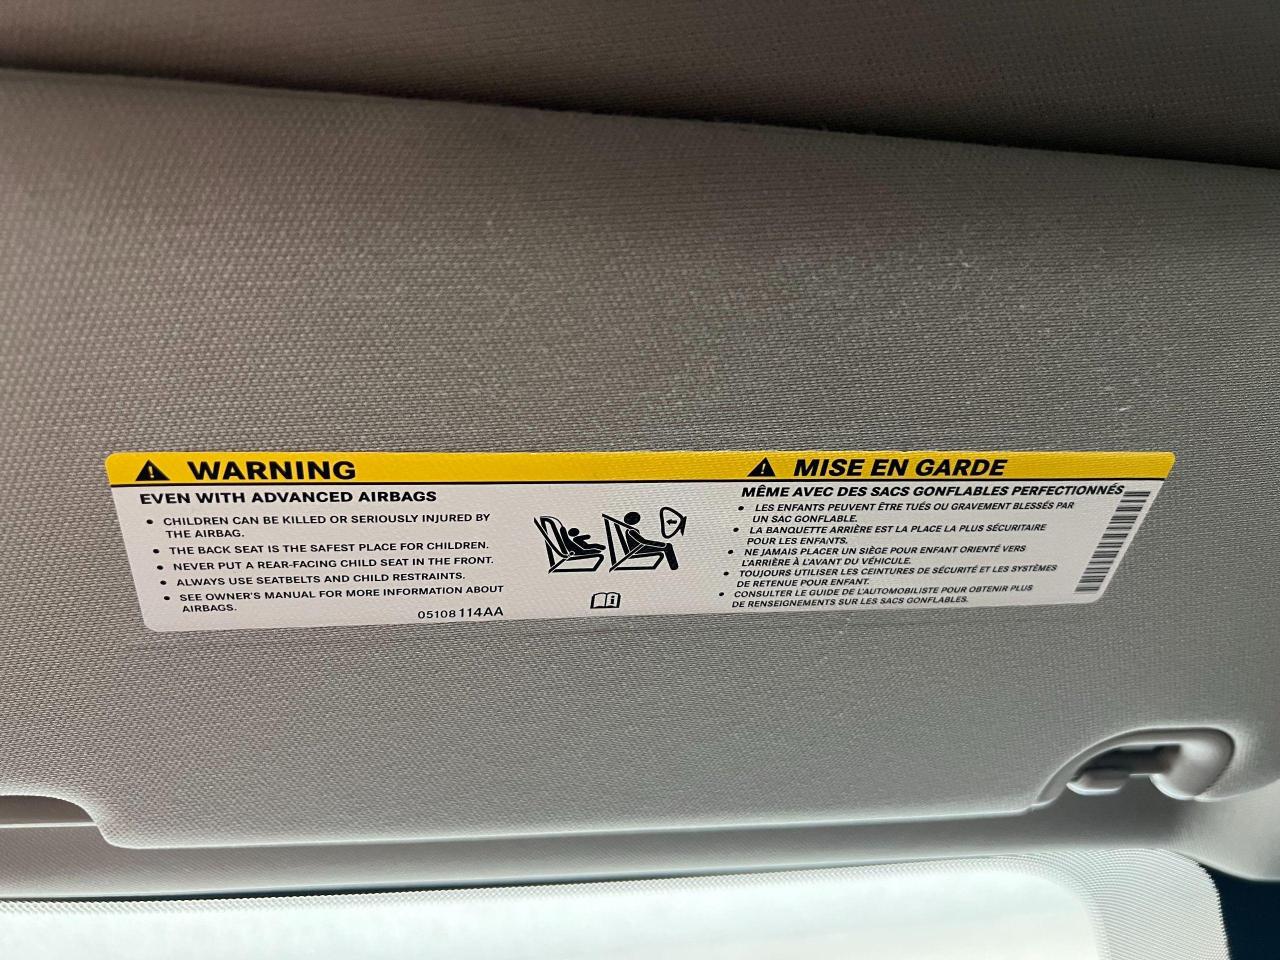 WARNING
EVEN WITH ADVANCED AIRBAGS
• CHILDREN CAN BE KILLED OR SERIOUSLY INJURED BY
THE AIRBAG.
• THE BACK SEAT IS THE SAFEST PLACE FOR CHILDREN.
• NEVER PUT A REAR-FACING CHILD SEAT IN THE FRONT.
• ALWAYS USE SEATBELTS AND CHILD RESTRAINTS.
• SEE OWNER'S MANUAL FOR MORE INFORMATION ABOUT
AIRBAGS.
05108114AA
MISE EN GARDE
MÊME AVEC DES SACS GONFLABLES PERFECTIONNÉS
• LES ENFANTS PEUVENT ÊTRE TUÉS OU GRAVEMENT BLESSÉS PAR
UN SAC GONFLABLE.
• LA BANQUETTE ARRIÈRE EST LA PLACE LA PLUS SÉCURITAIRE
POUR LES ENFANTS.
• NE JAMAIS PLACER UN SIÈGE POUR ENFANT ORIENTÉ VERS
L'ARRIÈRE À L'AVANT DU VÉHICULE.
• TOUJOURS UTILISER LES CEINTURES DE SÉCURITÉ ET LES SYSTÈMES
DE RETENUE POUR ENFANT.
• CONSULTER LE GUIDE DE L'AUTOMOBILISTE POUR OBTENIR PLUS
DE RENSEIGNEMENTS SUR LES SACS GONFLABLES.